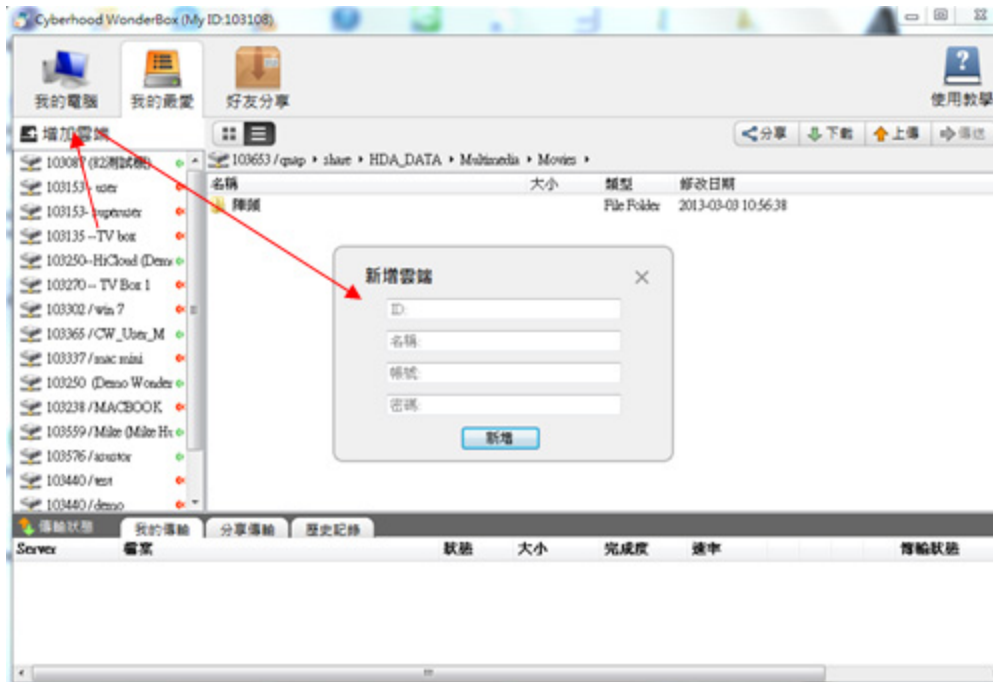 Cyberhood WonderBox (My ID:103108)
我的電腦
我的最愛
好友分享
使用教學
增加雲端
分享
下載
上傳
傳送
103087 (82測試機)
103653 / qnap ‣ share ‣ HDA_DATA ‣ Multimedia ‣ Movies ‣
103153 - user
名稱 大小 類型 修改日期
103153- superuser
File Folder 2013-03-03 10:56:38
103135 --TV box
103250--HiCloud (Demo
103270 -- TV Box 1
103302 / win 7
103365 / CW_User_M
103337 / mac mini
103250 (Demo Wonder
103238 / MACBOOK
103559 / Mike (Mike Hu
103576 / asustor
103440 / test
103440 / demo
新增雲端
ID:
名稱:
帳號:
密碼:
新增
傳輸狀態
我的傳輸
分享傳輸
歷史記錄
Server 檔案 狀態 大小 完成度 速率 傳輸狀態